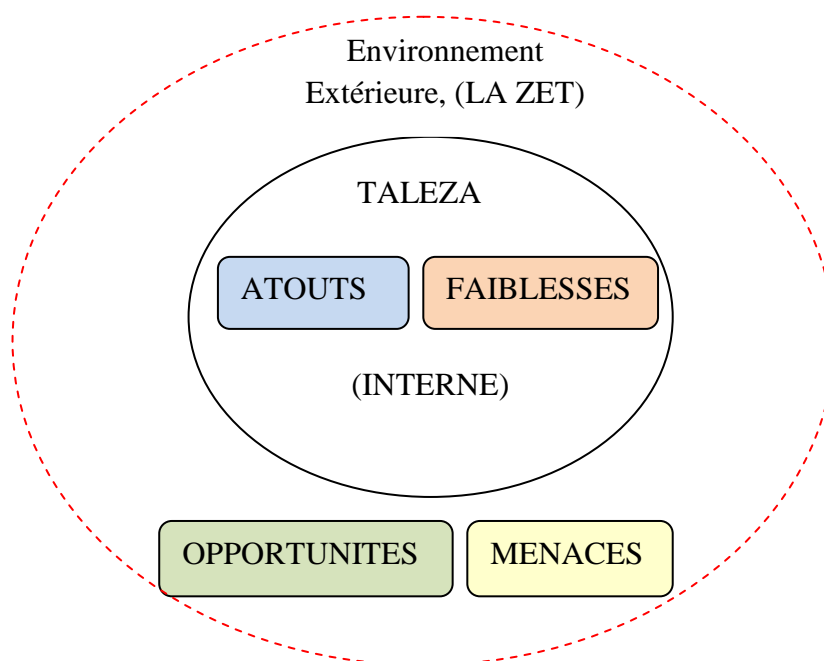 Environnement
Extérieure, (LA ZET)
TALEZA
ATOUTS
FAIBLESSES
(INTERNE)
OPPORTUNITES
MENACES